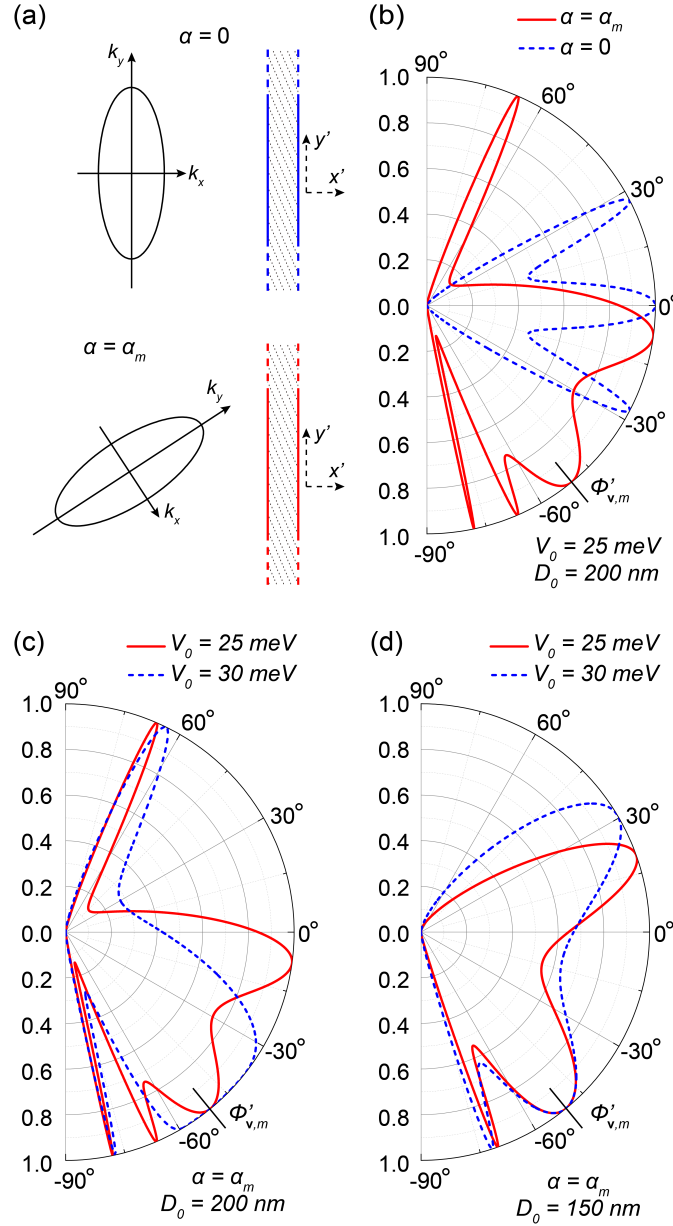 (a)
α = 0
k_y
k_x
y'
x'
α = α_m
k_y
k_x
y'
x'
(b)
α = α_m
α = 0
90°
1.0
0.8
0.6
0.4
0.2
0.0
0.2
0.4
0.6
0.8
1.0
-90°
60°
30°
0°
-30°
-60°
Φ'_v,m
V_0 = 25 meV
D_0 = 200 nm
(c)
V_0 = 25 meV
V_0 = 30 meV
90°
1.0
0.8
0.6
0.4
0.2
0.0
0.2
0.4
0.6
0.8
1.0
-90°
60°
30°
0°
-30°
-60°
Φ'_v,m
α = α_m
D_0 = 200 nm
(d)
V_0 = 25 meV
V_0 = 30 meV
90°
1.0
0.8
0.6
0.4
0.2
0.0
0.2
0.4
0.6
0.8
1.0
-90°
60°
30°
0°
-30°
-60°
Φ'_v,m
α = α_m
D_0 = 150 nm